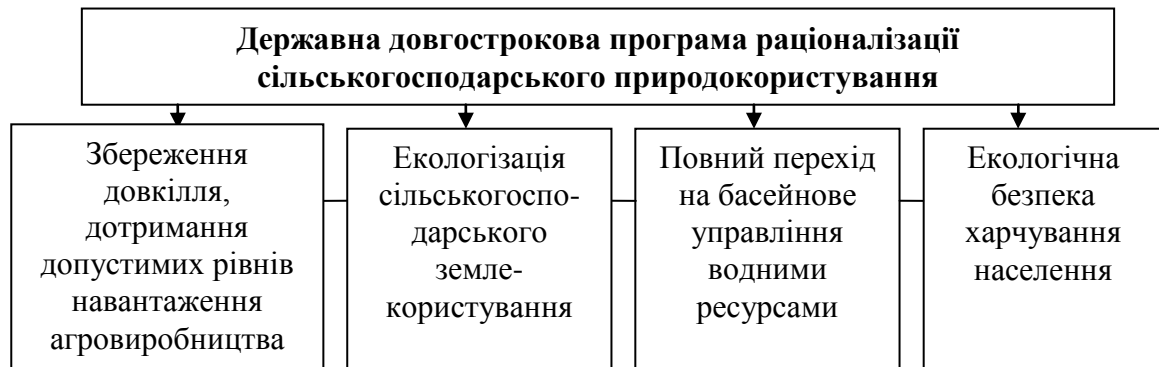 Державна довгострокова програма раціоналізації
сільськогосподарського природокористування
Збереження
довкілля,
дотримання
допустимих рівнів
навантаження
агровиробництва
Екологізація
сільськогоспо-
дарського
земле-
користування
Повний перехід
на басейнове
управління
водними
ресурсами
Екологічна
безпека
харчування
населення